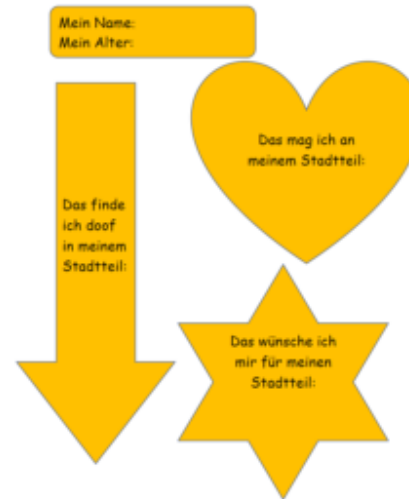 Mein Name:
Mein Alter:
Das mag ich an
meinem Stadtteil:
Das finde
ich doof
in meinem
Stadtteil:
Das wünsche ich
mir für meinen
Stadtteil: